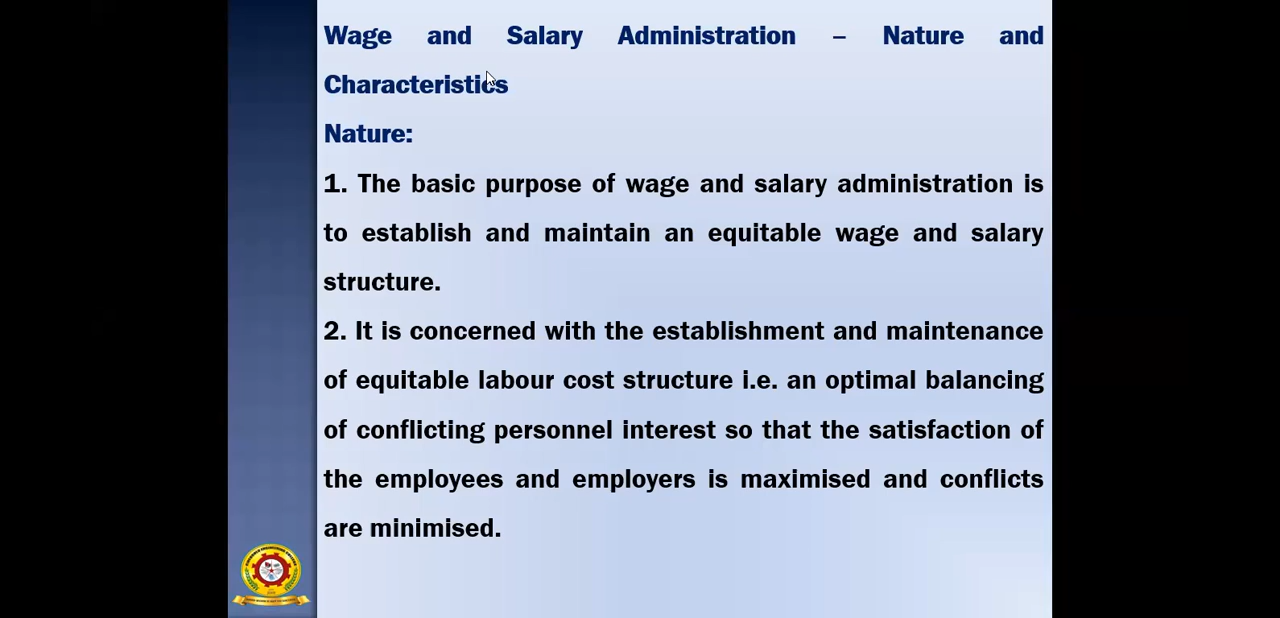 Wage and Salary Administration – Nature and
Characteristics
Nature:
1. The basic purpose of wage and salary administration is
to establish and maintain an equitable wage and salary
structure.
2. It is concerned with the establishment and maintenance
of equitable labour cost structure i.e. an optimal balancing
of conflicting personnel interest so that the satisfaction of
the employees and employers is maximised and conflicts
are minimised.